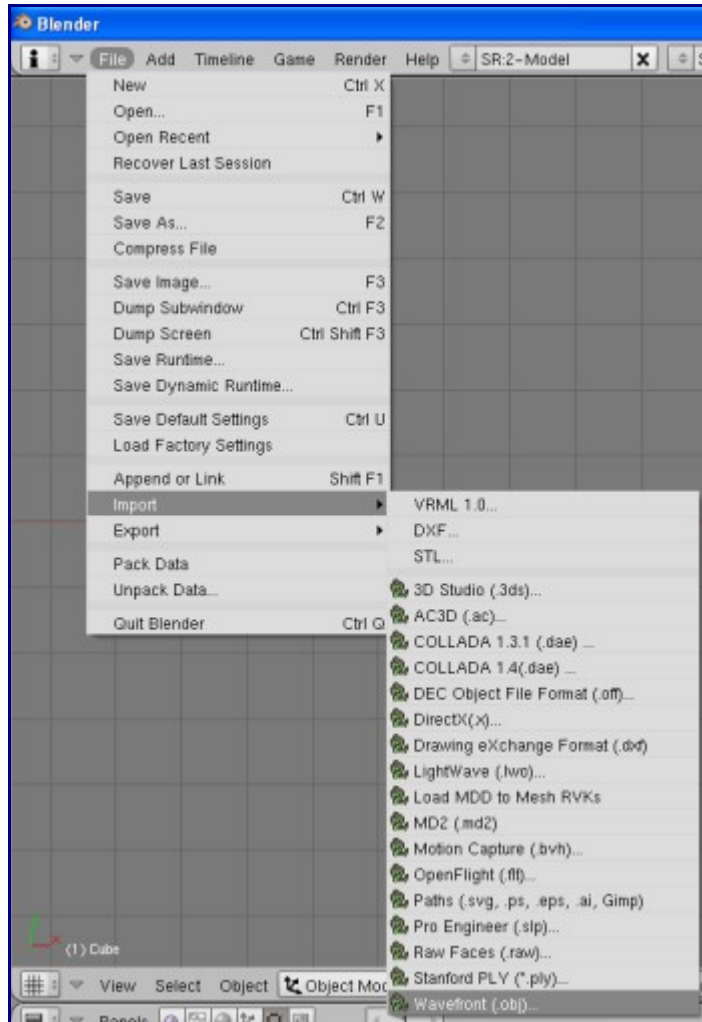 Blender
File Add Timeline Game Render Help SR:2-Model
New Ctrl X
Open... F1
Open Recent
Recover Last Session
Save Ctrl W
Save As... F2
Compress File
Save Image... F3
Dump Subwindow Ctrl F3
Dump Screen Ctrl Shift F3
Save Runtime...
Save Dynamic Runtime...
Save Default Settings Ctrl U
Load Factory Settings
Append or Link Shift F1
Import
Export
Pack Data
Unpack Data...
Quit Blender Ctrl Q
VRML 1.0...
DXF...
STL...
3D Studio (.3ds)...
AC3D (.ac)...
COLLADA 1.3.1 (.dae) ...
COLLADA 1.4(.dae) ...
DEC Object File Format (.off)...
DirectX(.x)...
Drawing eXchange Format (.dxf)
LightWave (.lwo)...
Load MDD to Mesh RVKs
MD2 (.md2)
Motion Capture (.bvh)...
OpenFlight (.flt)...
Paths (.svg, .ps, .eps, .ai, Gimp)
Pro Engineer (.slp)...
Raw Faces (.raw)...
Stanford PLY (*.ply)...
Wavefront (.obj)...
(1) Cube
View Select Object Object Mod
Panels